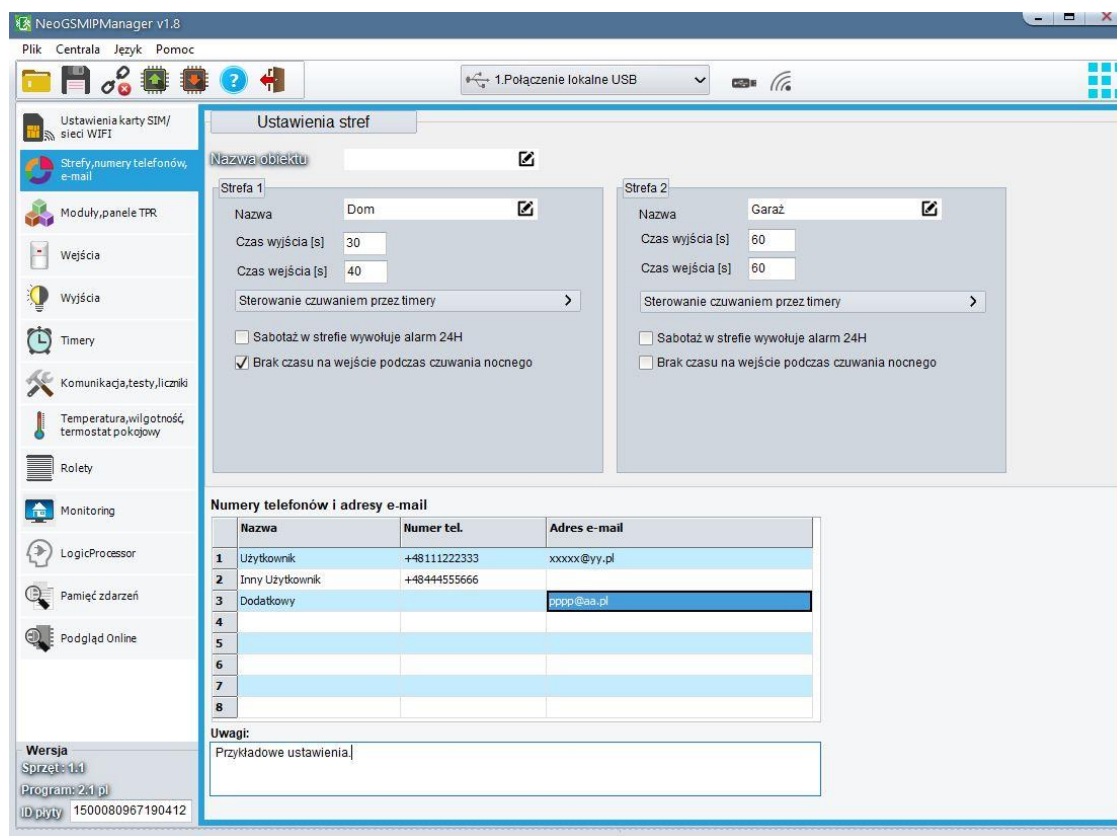 NeoGSMIPManager v1.8
Plik Centrala Język Pomoc
1.Połączenie lokalne USB
Ustawienia karty SIM/
sieci WIFI
Strefy,numery telefonów,
e-mail
Moduły,panele TPR
Wejścia
Wyjścia
Timery
Komunikacja,testy,liczniki
Temperatura,wilgotność,
termostat pokojowy
Rolety
Monitoring
LogicProcessor
Pamięć zdarzeń
Podgląd Online
Wersja
Sprzęt: 1.1
Program: 2.1 pl
ID płyty 1500080967190412
Ustawienia stref
Nazwa obiektu
Strefa 1
Nazwa Dom
Czas wyjścia [s] 30
Czas wejścia [s] 40
Sterowanie czuwaniem przez timery >
Sabotaż w strefie wywołuje alarm 24H
Brak czasu na wejście podczas czuwania nocnego
Strefa 2
Nazwa Garaż
Czas wyjścia [s] 60
Czas wejścia [s] 60
Sterowanie czuwaniem przez timery >
Sabotaż w strefie wywołuje alarm 24H
Brak czasu na wejście podczas czuwania nocnego
Numery telefonów i adresy e-mail
Nazwa Numer tel. Adres e-mail
1 Użytkownik +48111222333 xxxxx@yy.pl
2 Inny Użytkownik +48444555666
3 Dodatkowy pppp@aa.pl
4
5
6
7
8
Uwagi:
Przykładowe ustawienia.